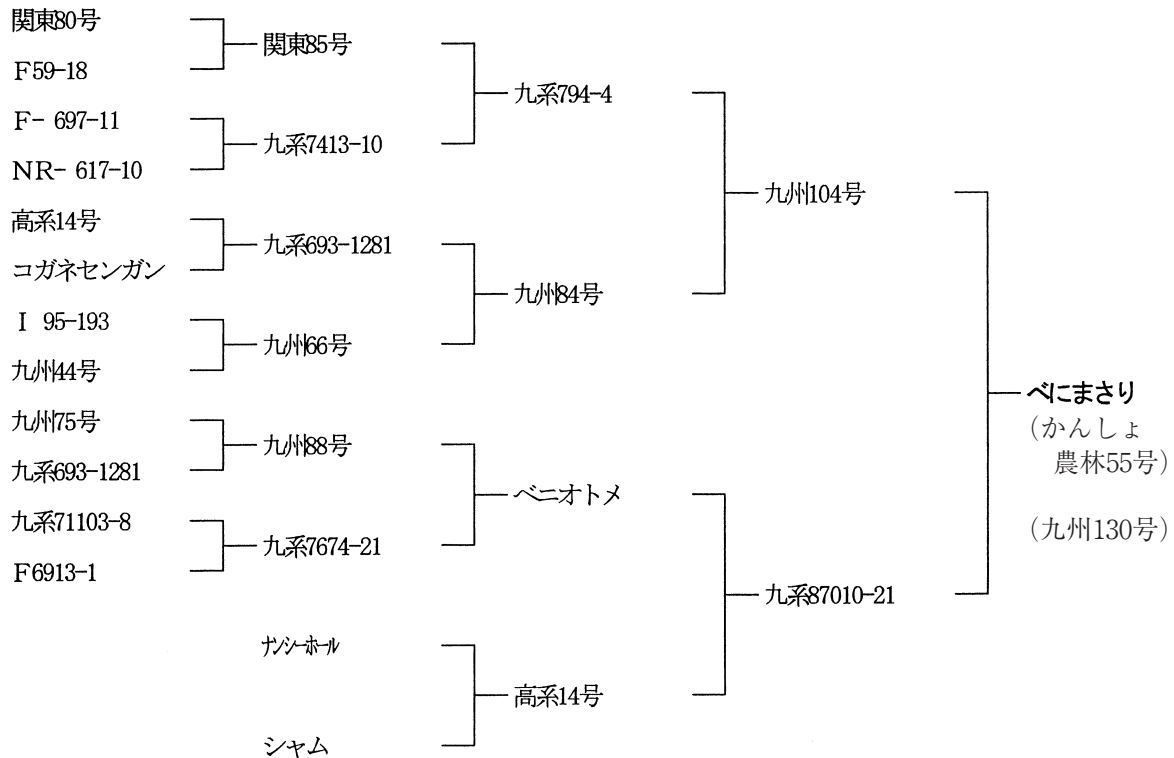 関東80号
F59-18
F- 697-11
NR- 617-10
高系14号
コガネセンガン
I 95-193
九州44号
九州75号
九系693-1281
九系71103-8
F6913-1
関東85号
九系7413-10
九系693-1281
九州66号
九州88号
九系7674-21
ナンシーホール
シャム
九系794-4
九州84号
ベニオトメ
高系14号
九州104号
九系87010-21
べにまさり
(かんしょ
農林55号)
(九州130号)